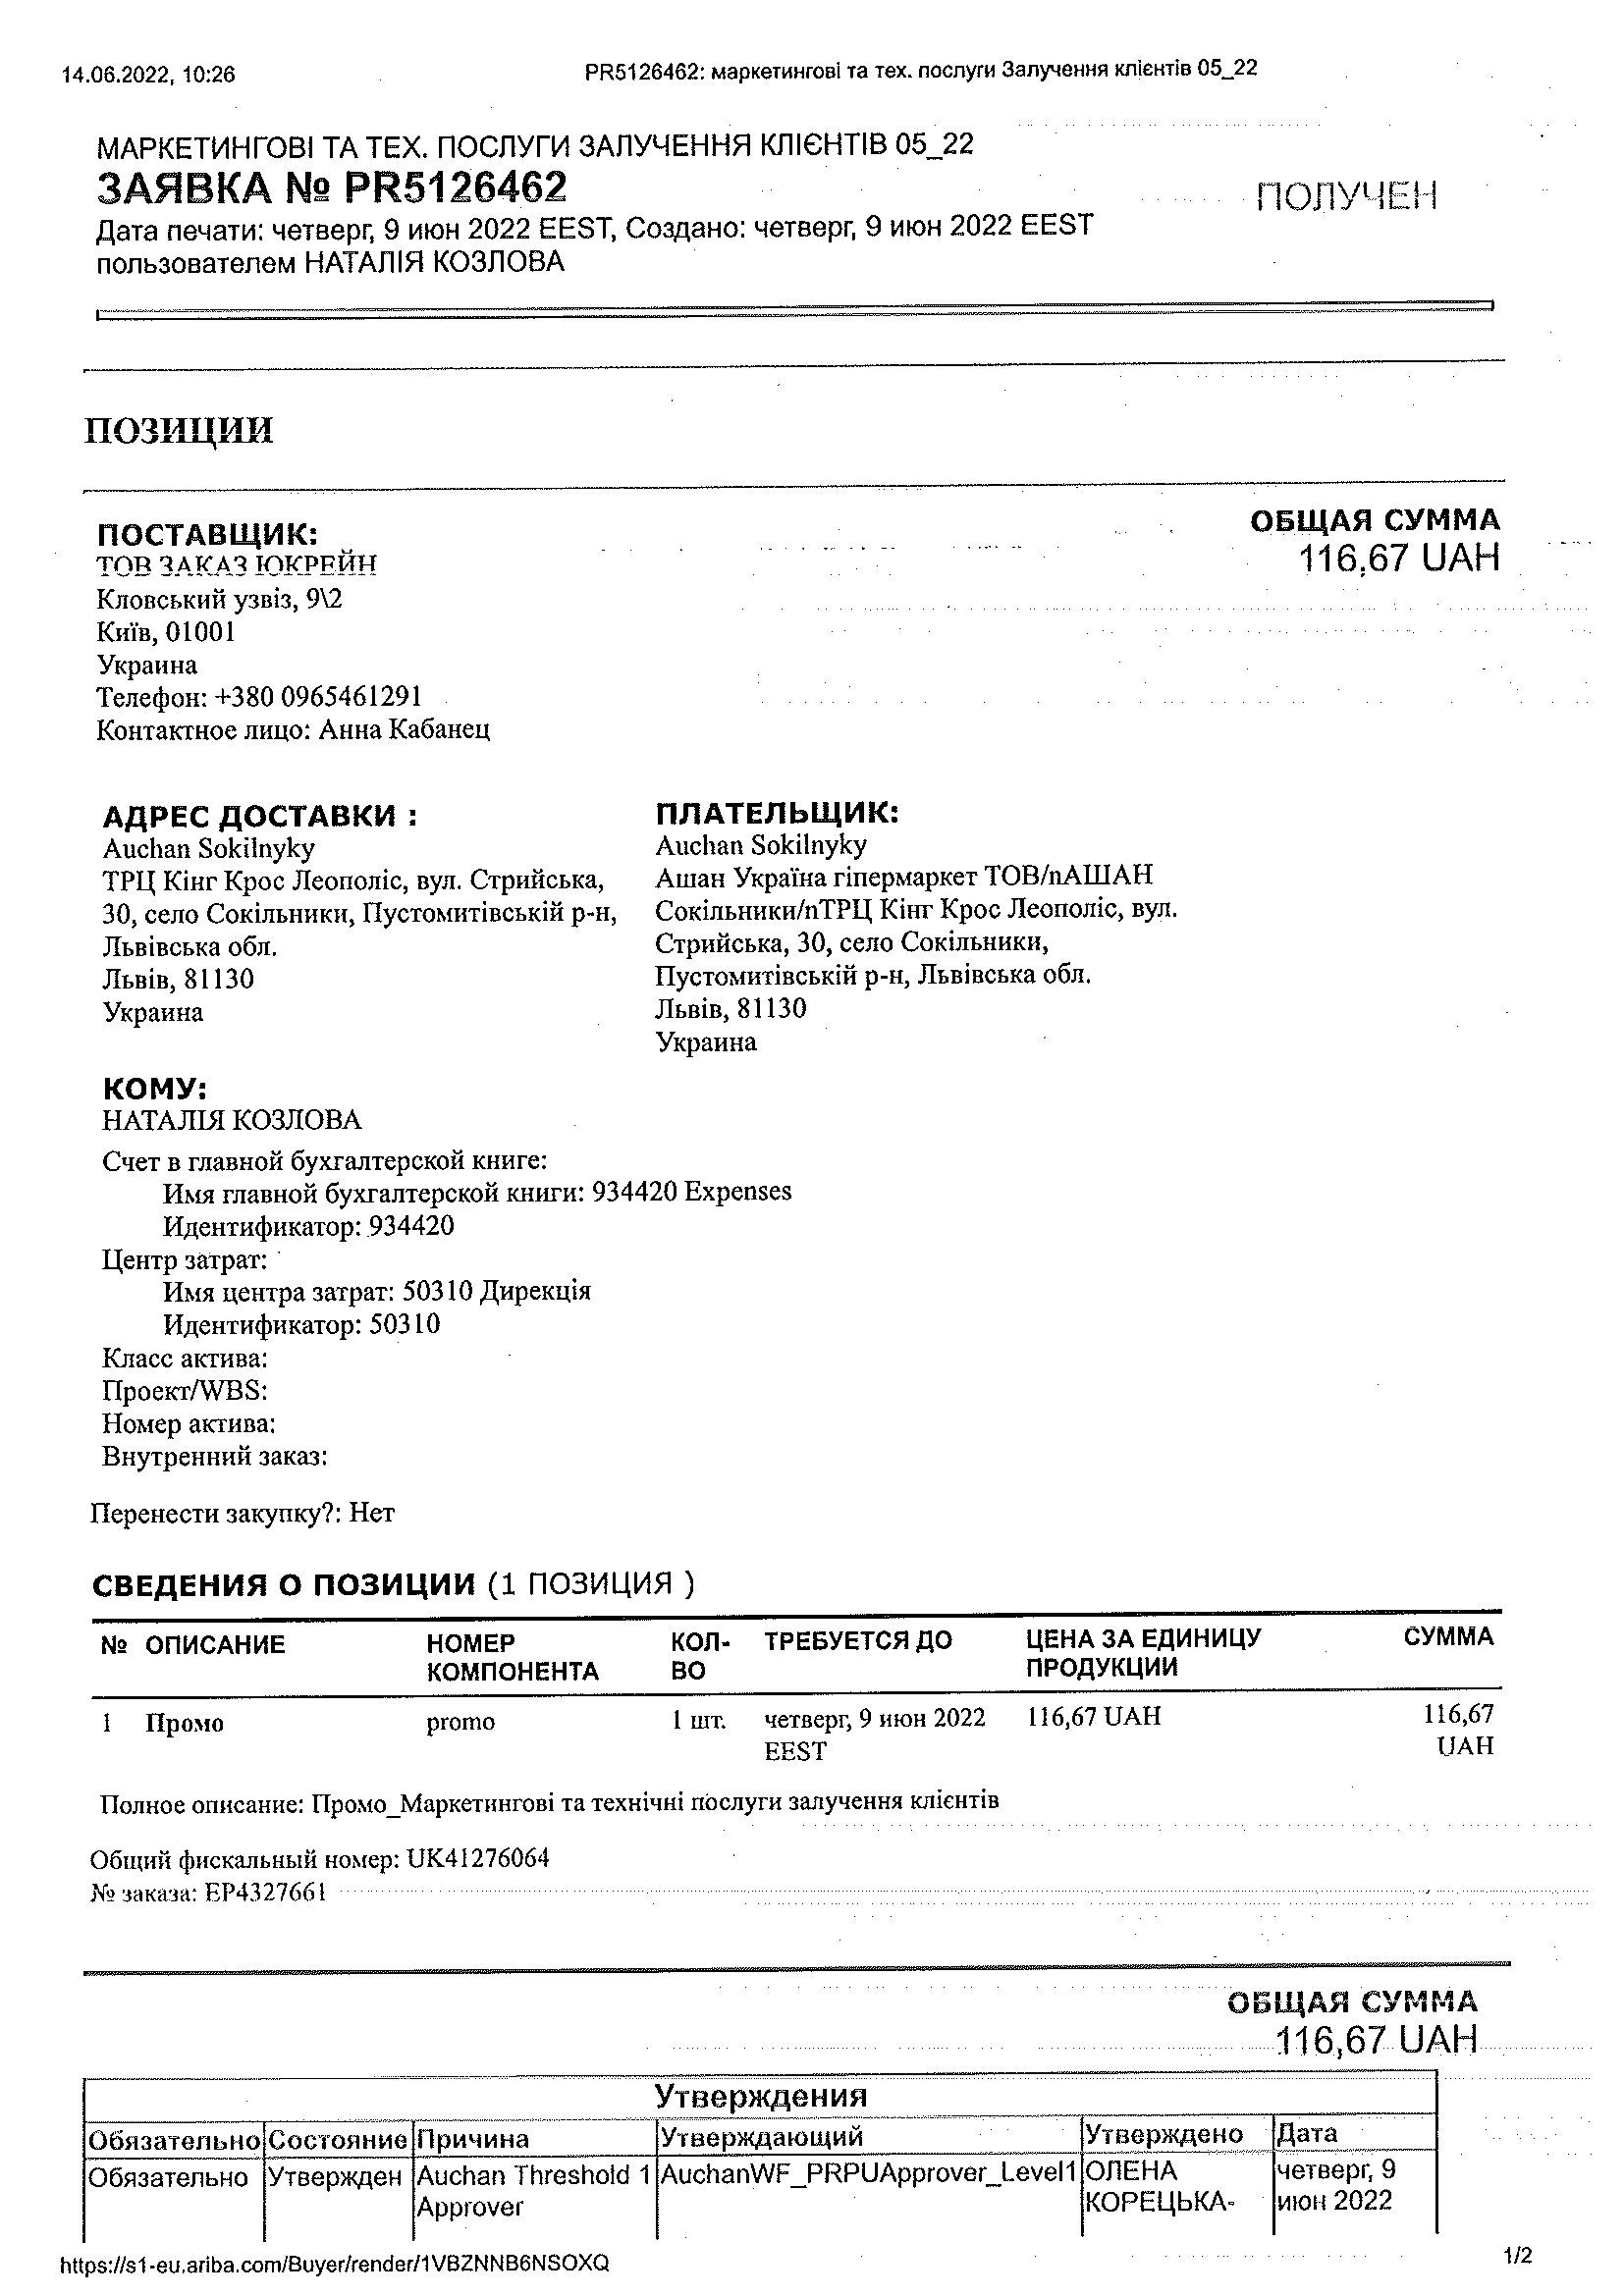 14.06.2022, 10:26
PR5126462: маркетингові та тех. послуги Залучення клієнтів 05_22
МАРКЕТИНГОВІ ТА ТЕХ. ПОСЛУГИ ЗАЛУЧЕННЯ КЛІЄНТІВ 05_22
ЗАЯВКА № PR5126462
ПОЛУЧЕН
Дата печати: четверг, 9 июн 2022 EEST, Создано: четверг, 9 июн 2022 EEST
пользователем НАТАЛІЯ КОЗЛОВА
ПОЗИЦИИ
ПОСТАВЩИК:
ТОВ ЗАКАЗ ЮКРЕЙН
Кловський узвіз, 9\2
Київ, 01001
Украина
Телефон: +380 0965461291
Контактное лицо: Анна Кабанец
ОБЩАЯ СУММА
116,67 UAH
АДРЕС ДОСТАВКИ :
Auchan Sokilnyky
ТРЦ Кінг Крос Леополіс, вул. Стрийська,
30, село Сокільники, Пустомитівській р-н,
Львівська обл.
Львів, 81130
Украина
ПЛАТЕЛЬЩИК:
Auchan Sokilnyky
Ашан Україна гіпермаркет ТОВ/nАШАН
Сокільники/nТРЦ Кінг Крос Леополіс, вул.
Стрийська, 30, село Сокільники,
Пустомитівській р-н, Львівська обл.
Львів, 81130
Украина
КОМУ:
НАТАЛІЯ КОЗЛОВА
Счет в главной бухгалтерской книге:
Имя главной бухгалтерской книги: 934420 Expenses
Идентификатор: 934420
Центр затрат:
Имя центра затрат: 50310 Дирекція
Идентификатор: 50310
Класс актива:
Проект/WBS:
Номер актива:
Внутренний заказ:
Перенести закупку?: Нет
СВЕДЕНИЯ О ПОЗИЦИИ (1 ПОЗИЦИЯ )
№ ОПИСАНИЕ НОМЕР КОЛ- ТРЕБУЕТСЯ ДО ЦЕНА ЗА ЕДИНИЦУ СУММА
КОМПОНЕНТА ВО ПРОДУКЦИИ
1 Промо promo 1 шт. четверг, 9 июн 2022 116,67 UAH 116,67
EEST UAH
Полное описание: Промо_Маркетингові та технічні послуги залучення клієнтів
Общий фискальный номер: UK41276064
№ заказа: EP4327661
ОБЩАЯ СУММА
116,67 UAH
Утверждения
Обязательно Состояние Причина Утверждающий Утверждено Дата
Обязательно Утвержден Auchan Threshold 1 AuchanWF_PRPUApprover_Level1 ОЛЕНА четверг, 9
Approver КОРЕЦЬКА- июн 2022
https://s1-eu.ariba.com/Buyer/render/1VBZNNB6NSOXQ
1/2